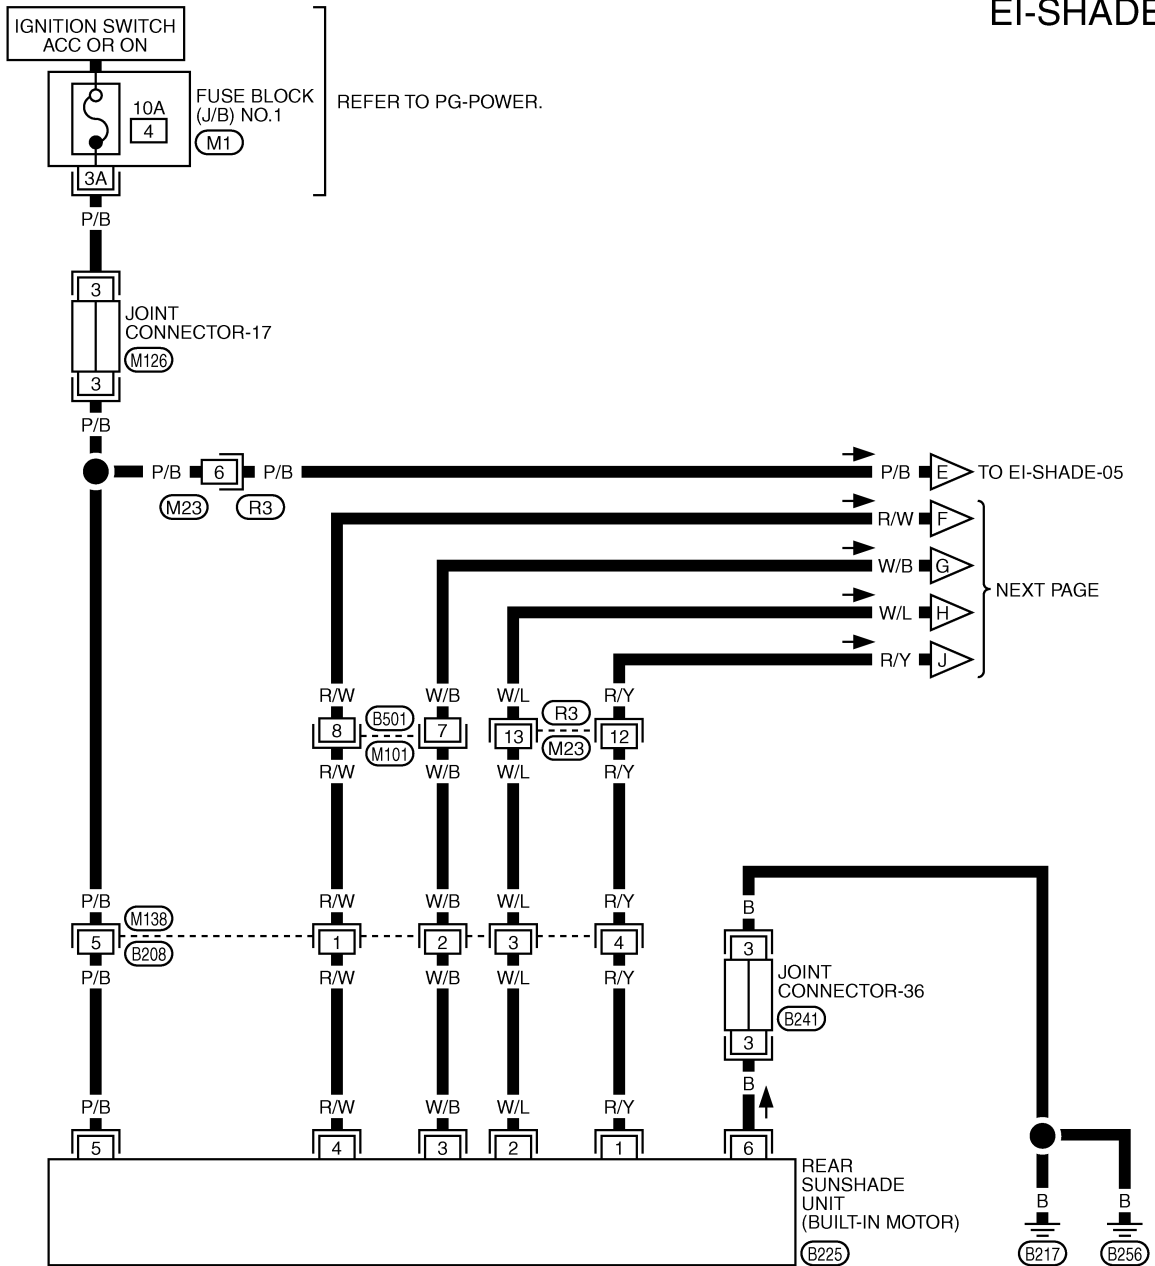 EI-SHADE
IGNITION SWITCH
ACC OR ON
10A
4
FUSE BLOCK
(J/B) NO.1
M1
REFER TO PG-POWER.
3A
P/B
3
JOINT
CONNECTOR-17
M126
3
P/B
P/B 6 P/B
M23 R3
P/B E TO EI-SHADE-05
R/W F
W/B G
W/L H
R/Y J
NEXT PAGE
R/W W/B W/L R/Y
8 B501 M101 7 13 R3 M23 12
R/W W/B W/L R/Y
P/B R/W W/B W/L R/Y
5 M138 B208 1 2 3 4
P/B R/W W/B W/L R/Y
B
3
JOINT
CONNECTOR-36
B241
3
B
P/B R/W W/B W/L R/Y
5 4 3 2 1 6
REAR
SUNSHADE
UNIT
(BUILT-IN MOTOR)
B225
B B
B217 B256